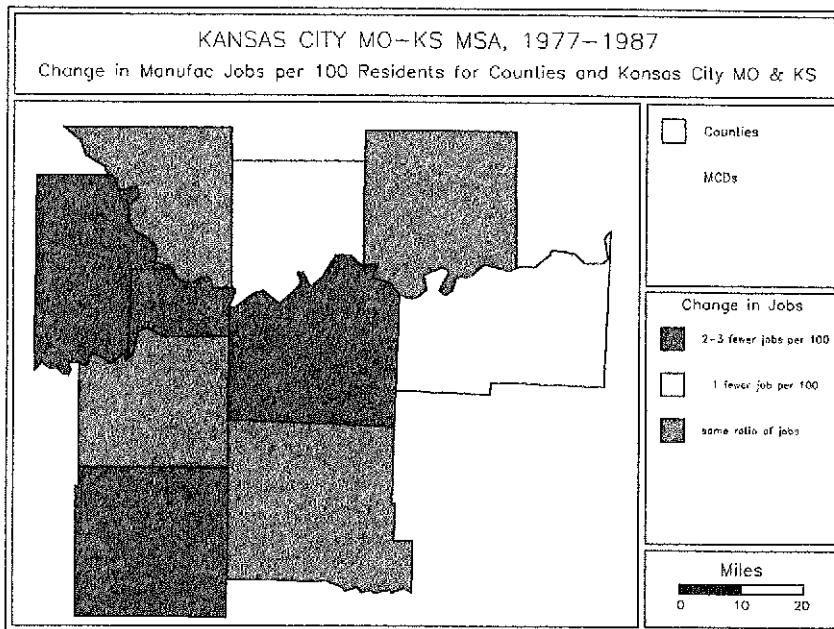 KANSAS CITY MO-KS MSA, 1977-1987
Change in Manufac Jobs per 100 Residents for Counties and Kansas City MO & KS
Counties
MCDs
Change in Jobs
2-3 fewer jobs per 100
1 fewer job per 100
same ratio of jobs
Miles
0 10 20